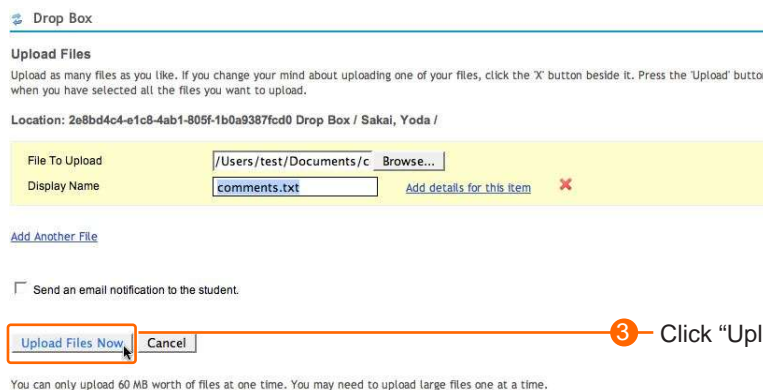 Drop Box
Upload Files
Upload as many files as you like. If you change your mind about uploading one of your files, click the 'X' button beside it. Press the 'Upload' button
when you have selected all the files you want to upload.
Location: 2e8bd4c4-e1c8-4ab1-805f-1b0a9387fcd0 Drop Box / Sakai, Yoda /
File To Upload /Users/test/Documents/c Browse...
Display Name comments.txt Add details for this item
Add Another File
Send an email notification to the student.
Upload Files Now Cancel 3 Click “Upl
You can only upload 60 MB worth of files at one time. You may need to upload large files one at a time.